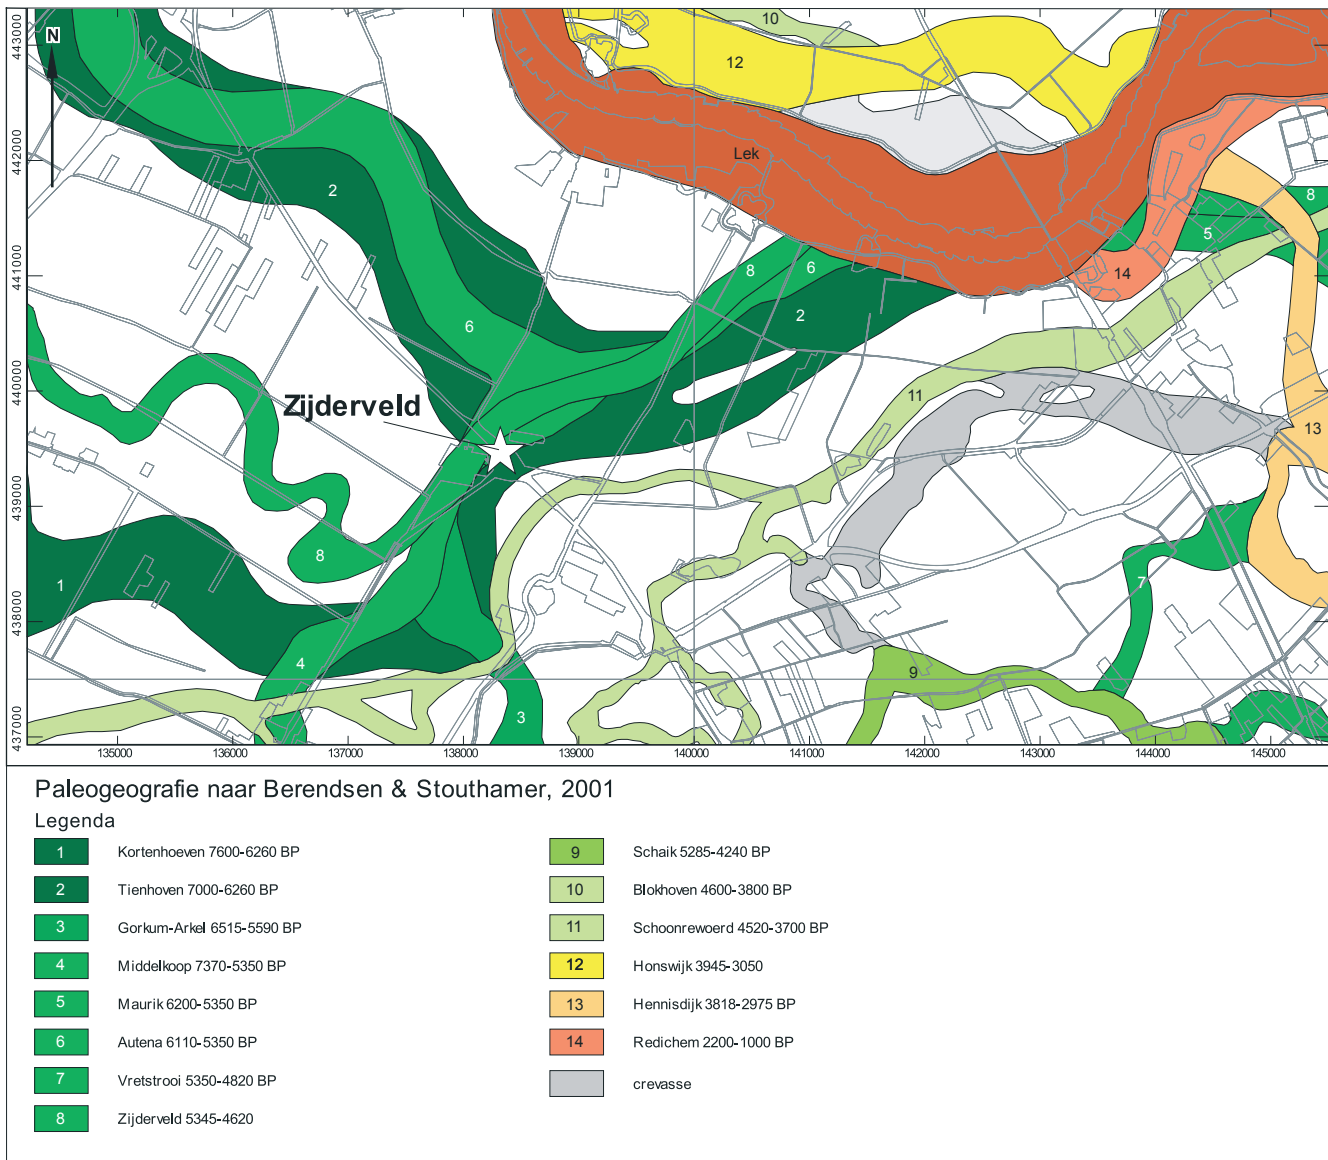 443000
442000
441000
440000
439000
438000
437000
N
10
12
Lek
2
8
6
5
14
8
2
6
Zijderveld
11
13
8
1
7
4
9
3
135000 136000 137000 138000 139000 140000 141000 142000 143000 144000 145000
Paleogeografie naar Berendsen & Stouthamer, 2001
Legenda
1 Kortenhoeven 7600-6260 BP
2 Tienhoven 7000-6260 BP
3 Gorkum-Arkel 6515-5590 BP
4 Middelkoop 7370-5350 BP
5 Maurik 6200-5350 BP
6 Autena 6110-5350 BP
7 Vretstrooi 5350-4820 BP
8 Zijderveld 5345-4620
9 Schaik 5285-4240 BP
10 Blokhoven 4600-3800 BP
11 Schoonrewoerd 4520-3700 BP
12 Honswijk 3945-3050
13 Hennisdijk 3818-2975 BP
14 Redichem 2200-1000 BP
crevasse